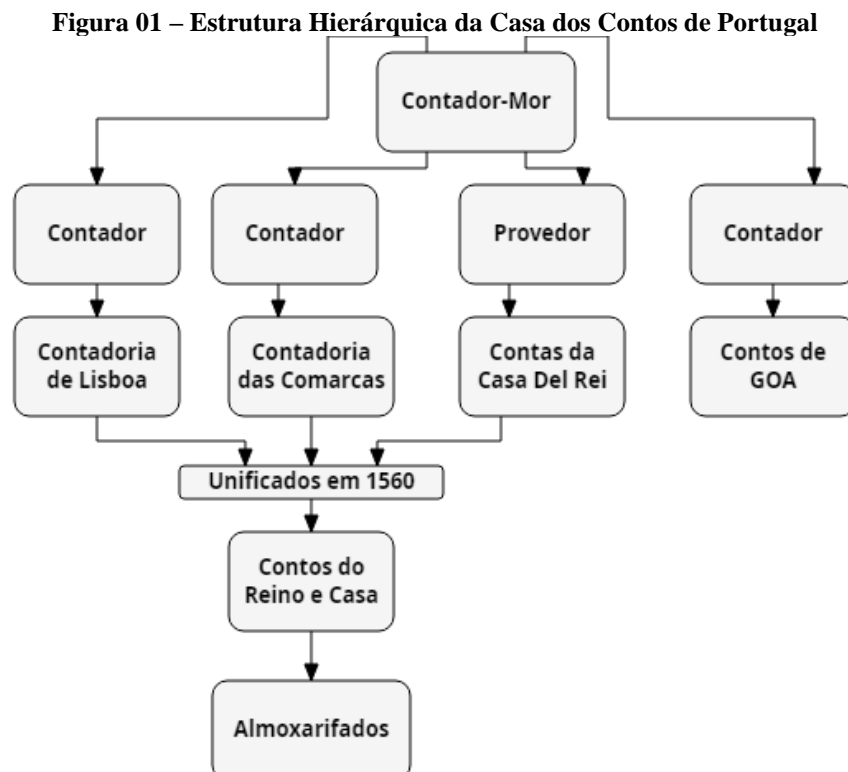 Figura 01 – Estrutura Hierárquica da Casa dos Contos de Portugal
Contador-Mor
Contador
Contador
Provedor
Contador
Contadoria
de Lisboa
Contadoria
das Comarcas
Contas da
Casa Del Rei
Contos de
GOA
Unificados em 1560
Contos do
Reino e Casa
Almoxarifados